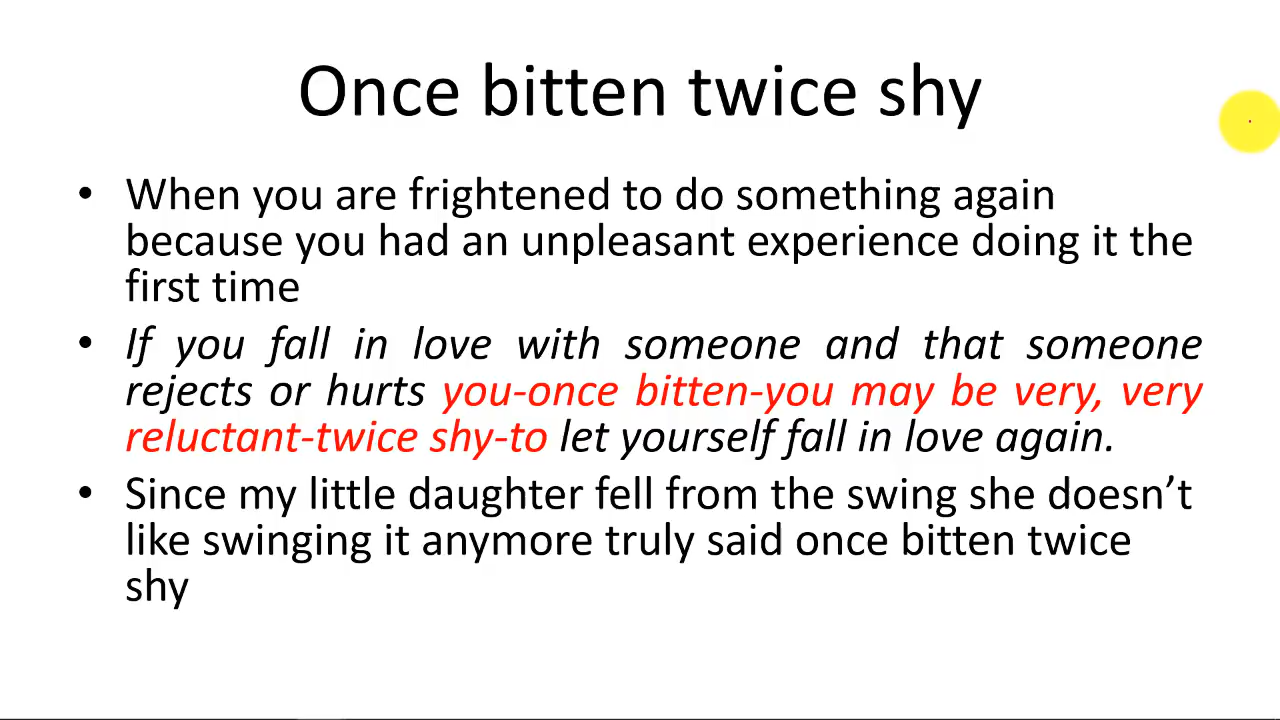 Once bitten twice shy
• When you are frightened to do something again
because you had an unpleasant experience doing it the
first time
• If you fall in love with someone and that someone
rejects or hurts you-once bitten-you may be very, very
reluctant-twice shy-to let yourself fall in love again.
• Since my little daughter fell from the swing she doesn’t
like swinging it anymore truly said once bitten twice
shy